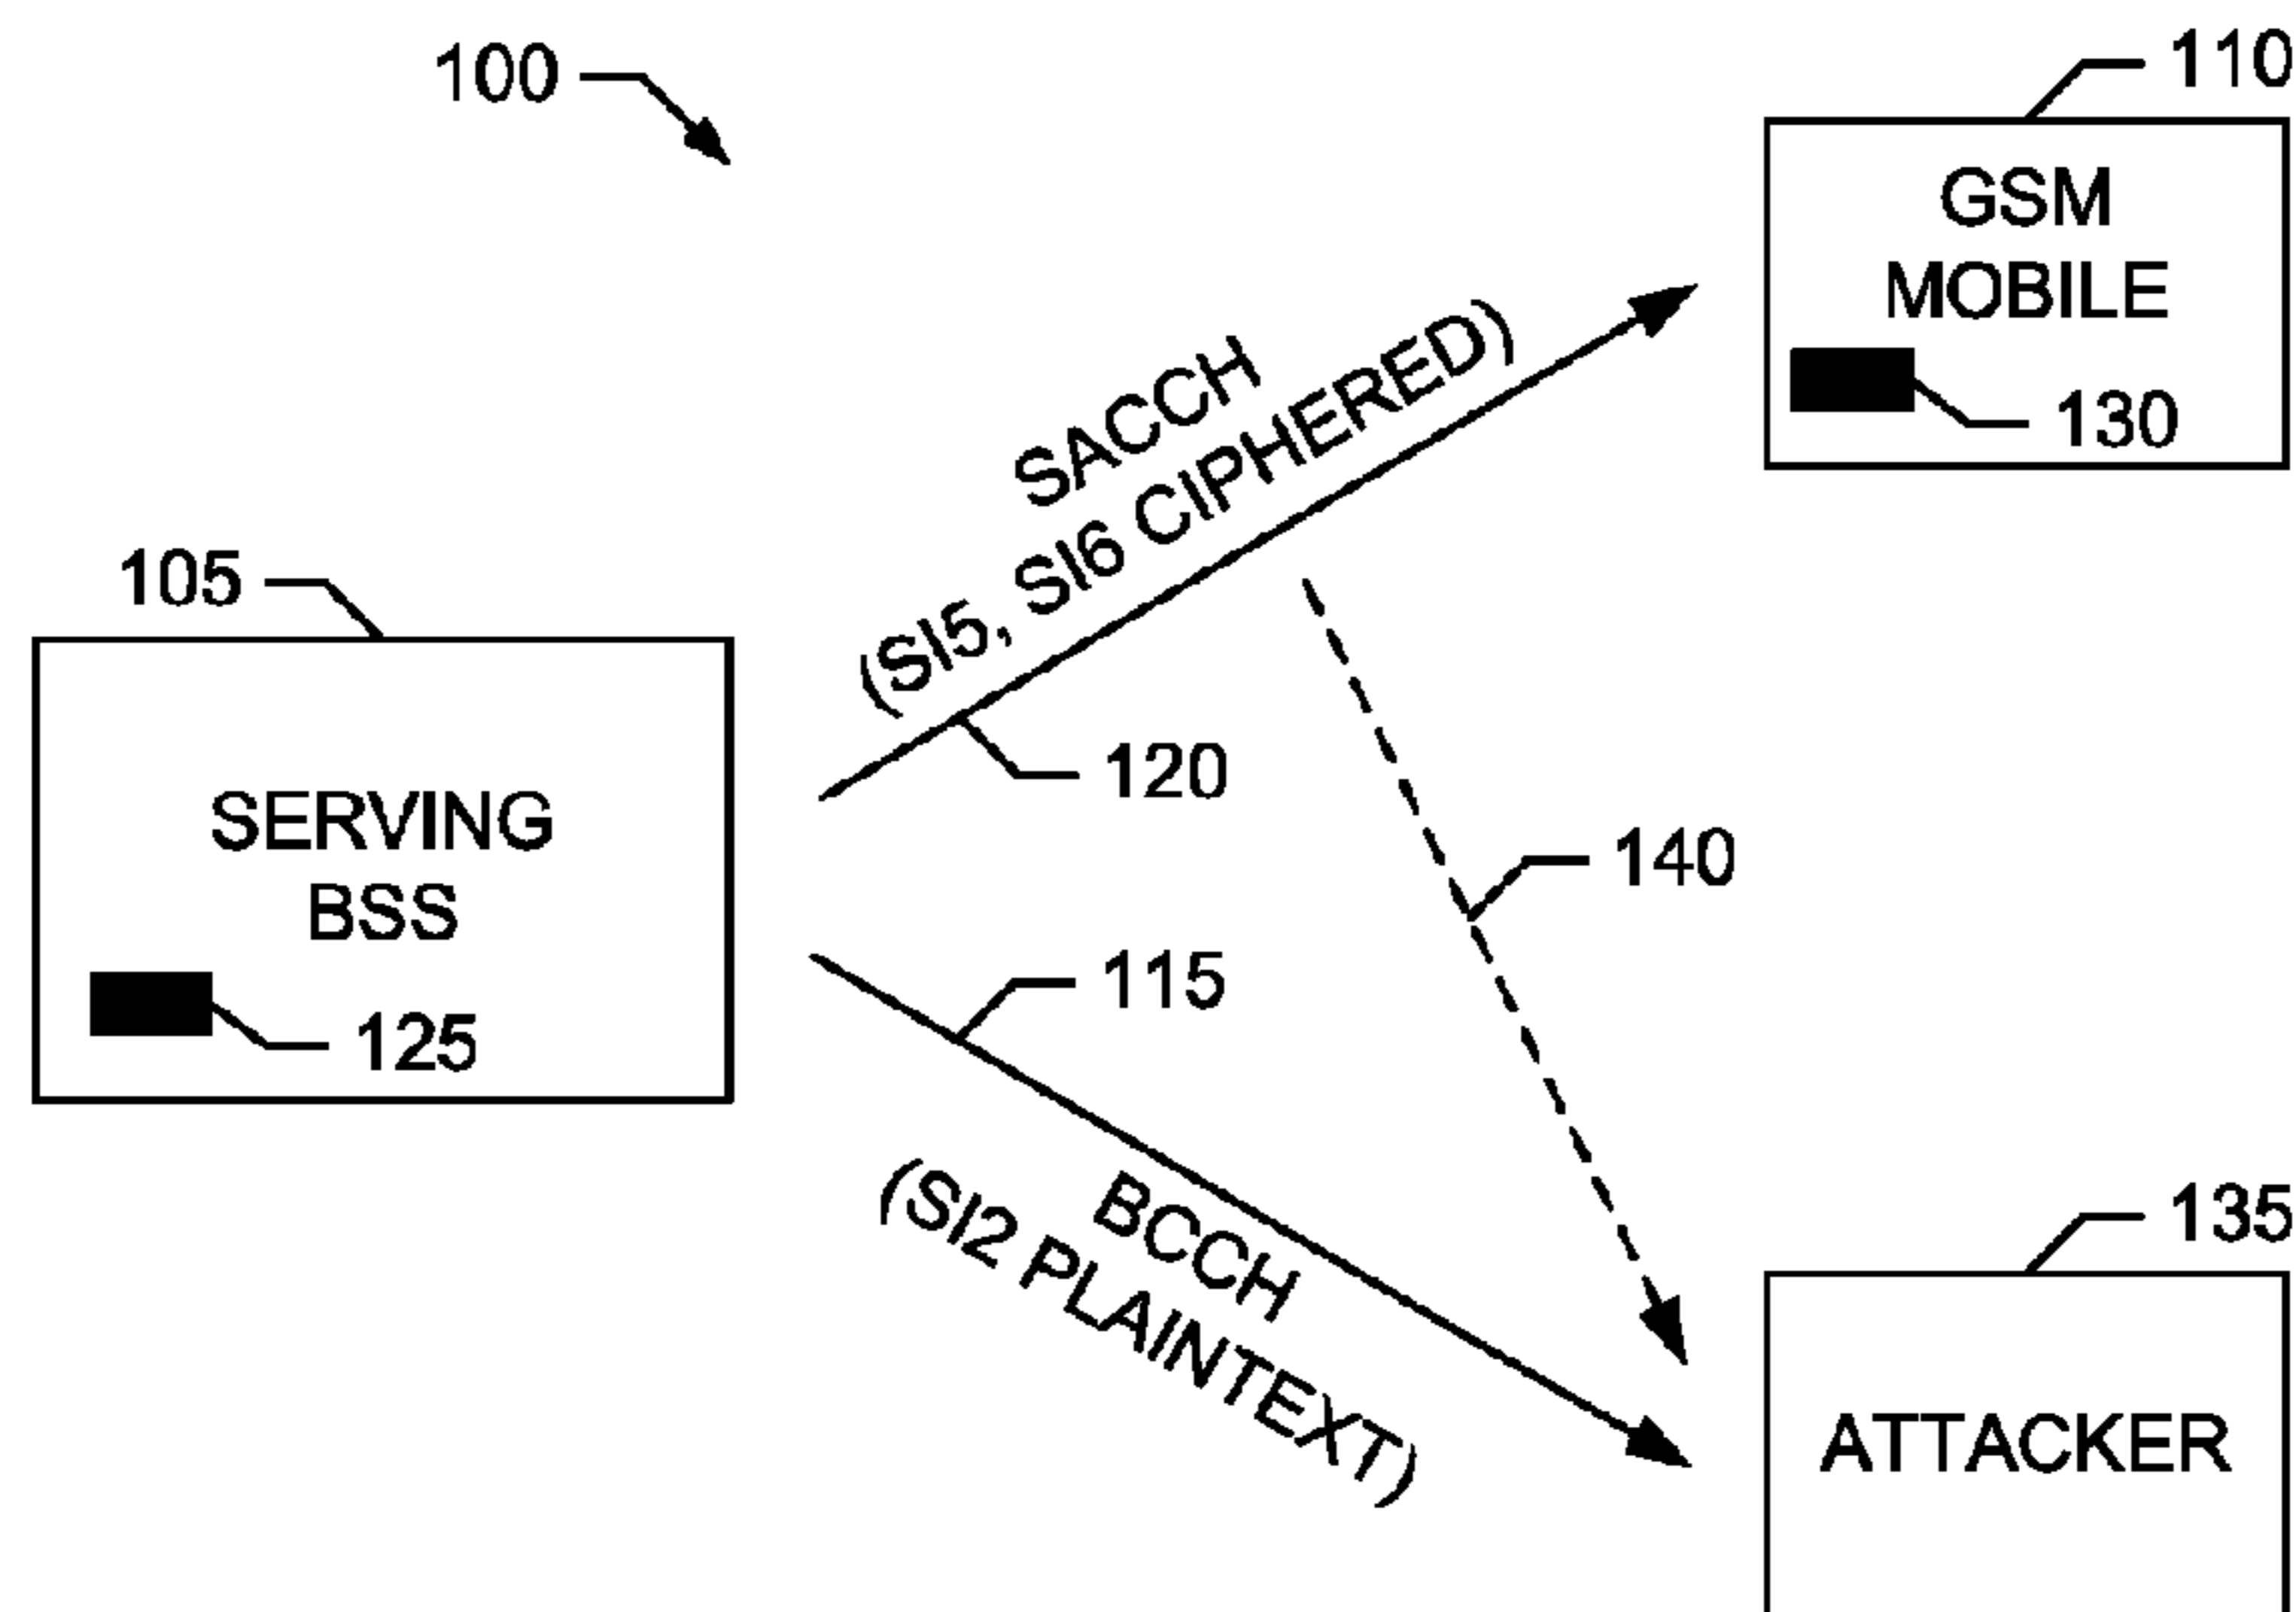 100
110
GSM
MOBILE
130
SACCH
(SI5, SI6 CIPHERED)
105
120
SERVING
BSS
125
140
115
BCCH
(SI2 PLAINTEXT)
135
ATTACKER